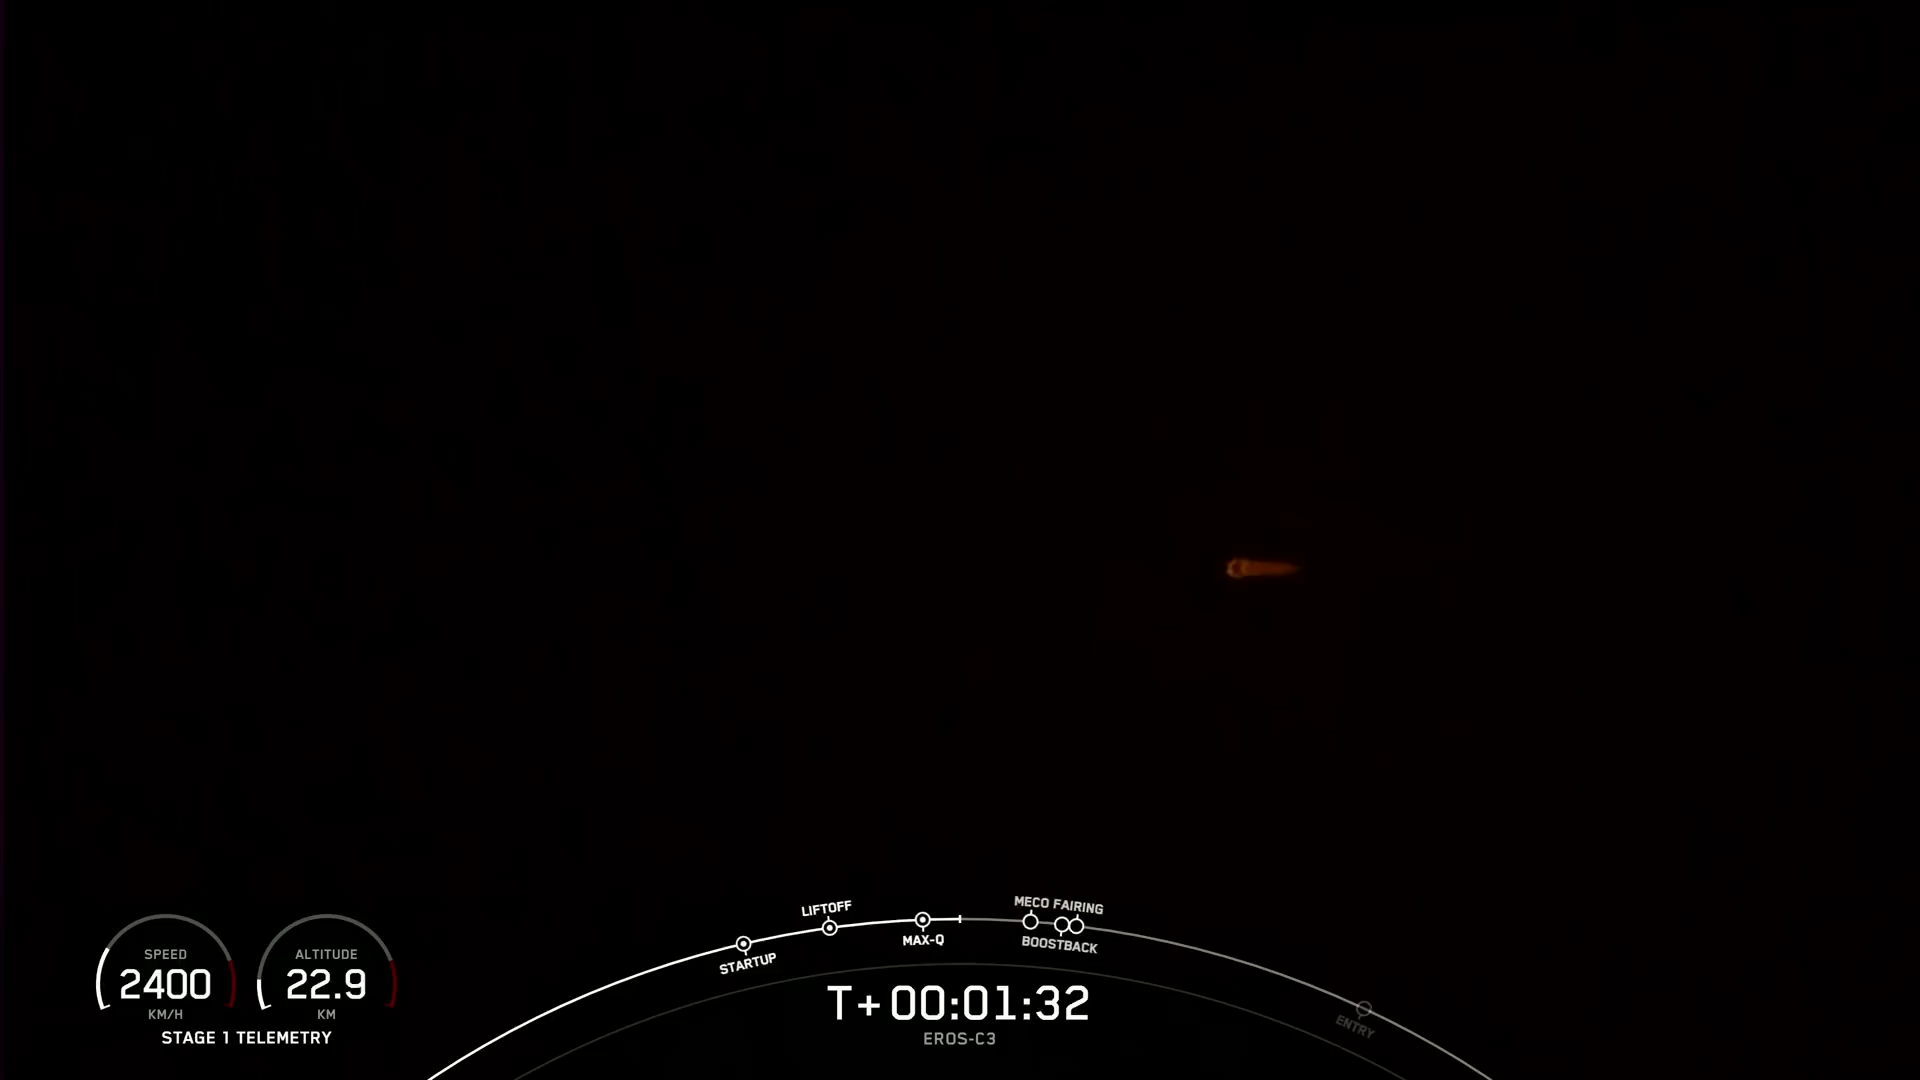 LIFTOFF
MECO FAIRING
MAX-Q
BOOSTBACK
STARTUP
SPEED
2400
KM/H
ALTITUDE
22.9
KM
STAGE 1 TELEMETRY
T+00:01:32
EROS-C3
ENTRY